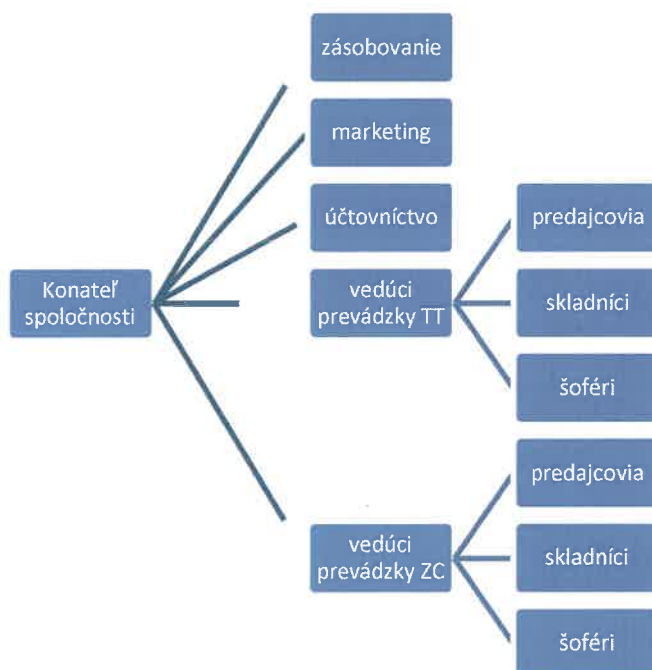 zásobovanie
marketing
účtovníctvo
Konateľ
spoločnosti
vedúci
prevádzky TT
predajcovia
skladníci
šoféri
vedúci
prevádzky ZC
predajcovia
skladníci
šoféri